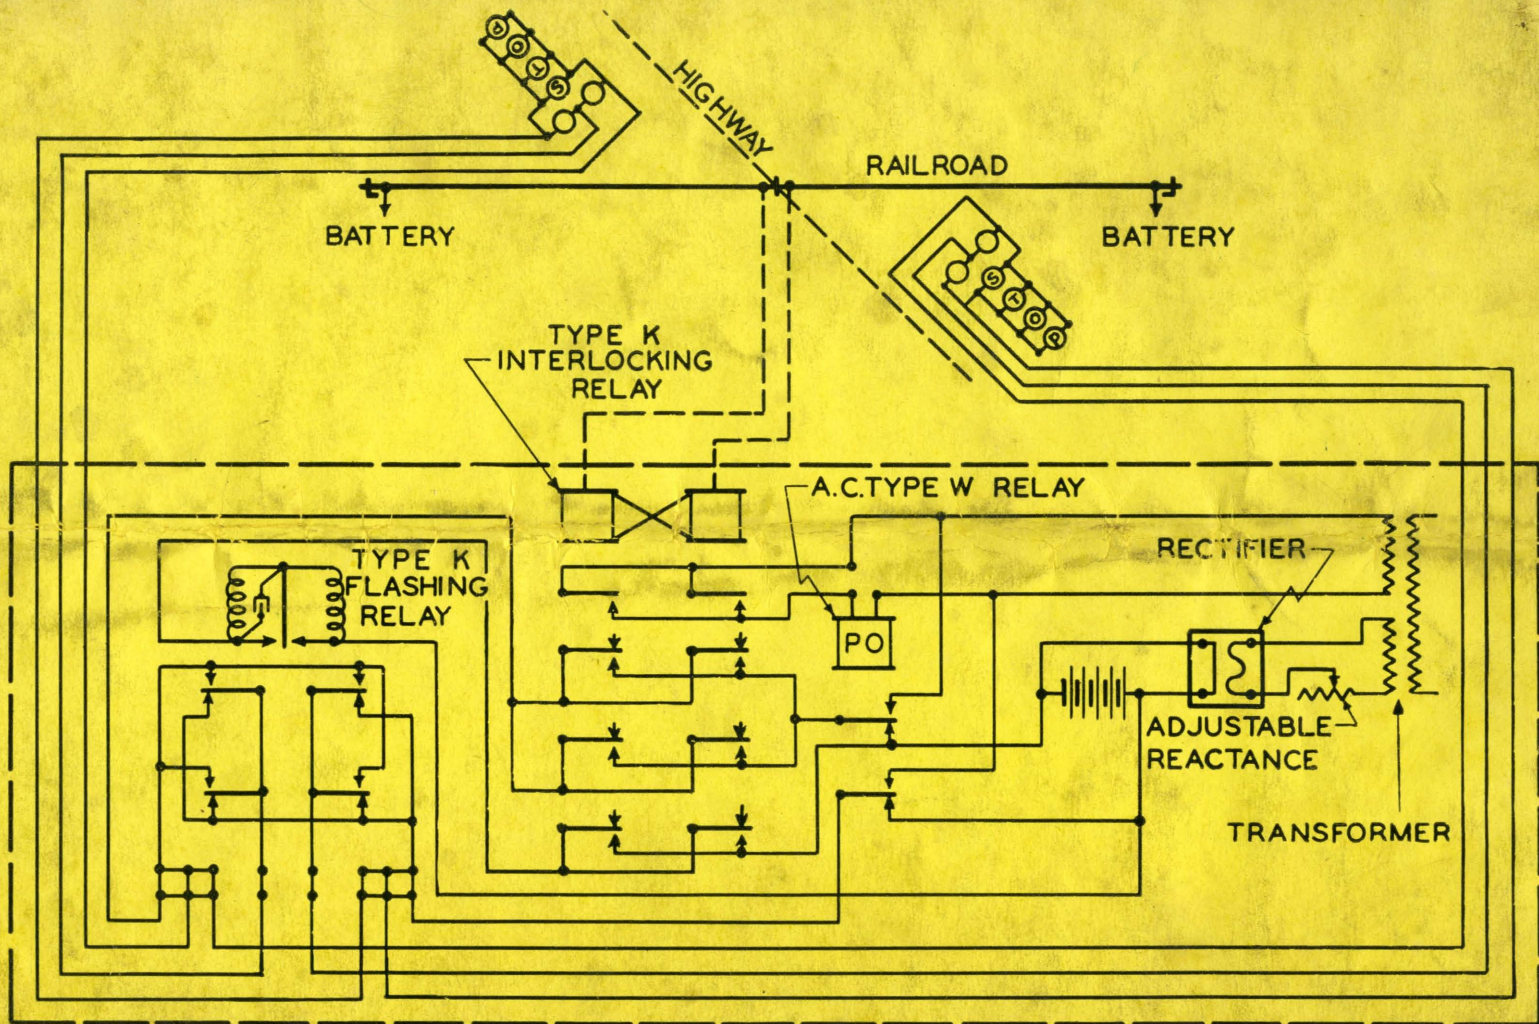 STOP
HIGHWAY
RAILROAD
BATTERY
BATTERY
STOP
TYPE K
INTERLOCKING
RELAY
A.C. TYPE W RELAY
RECTIFIER
TYPE K
FLASHING
RELAY
PO
ADJUSTABLE
REACTANCE
TRANSFORMER